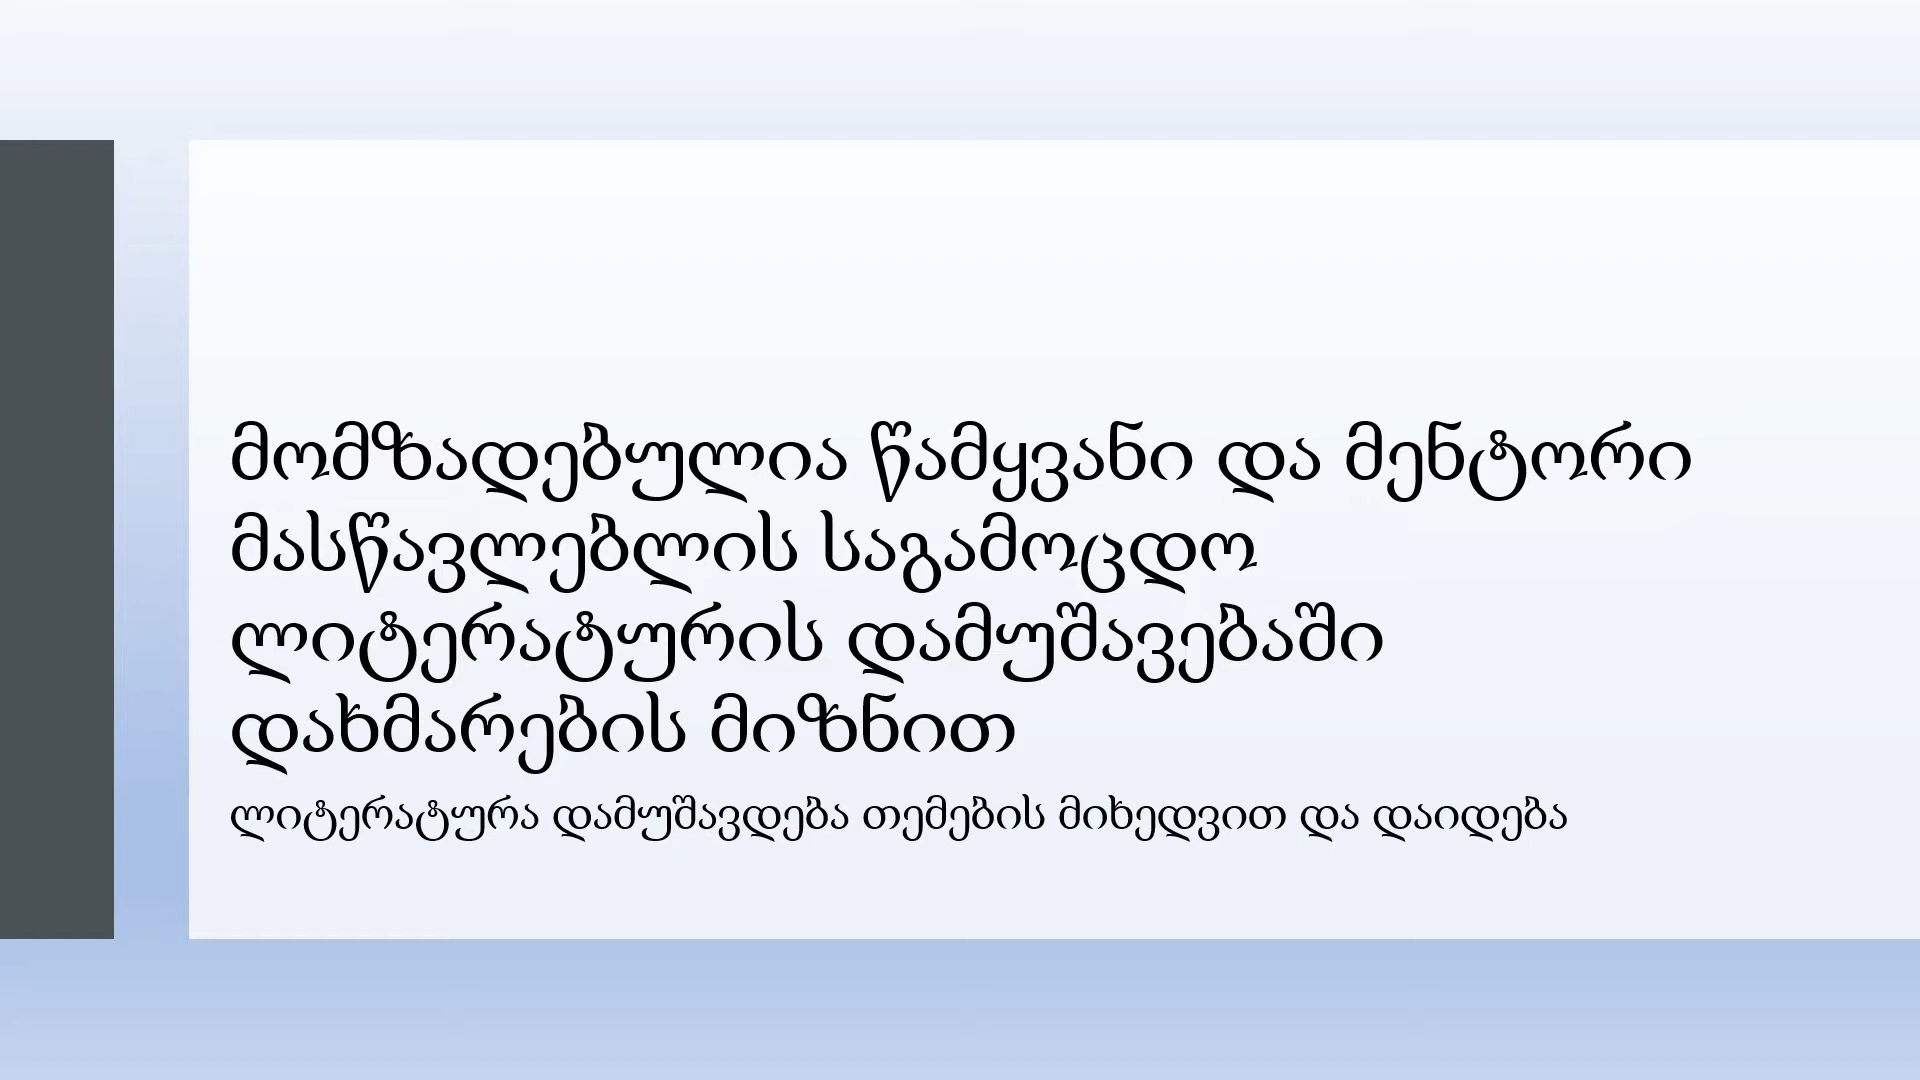 მომზადებულია წამყვანი და მენტორი
მასწავლებლის საგამოცდო
ლიტერატურის დამუშავებაში
დახმარების მიზნით
ლიტერატურა დამუშავდება თემების მიხედვით და დაიდება